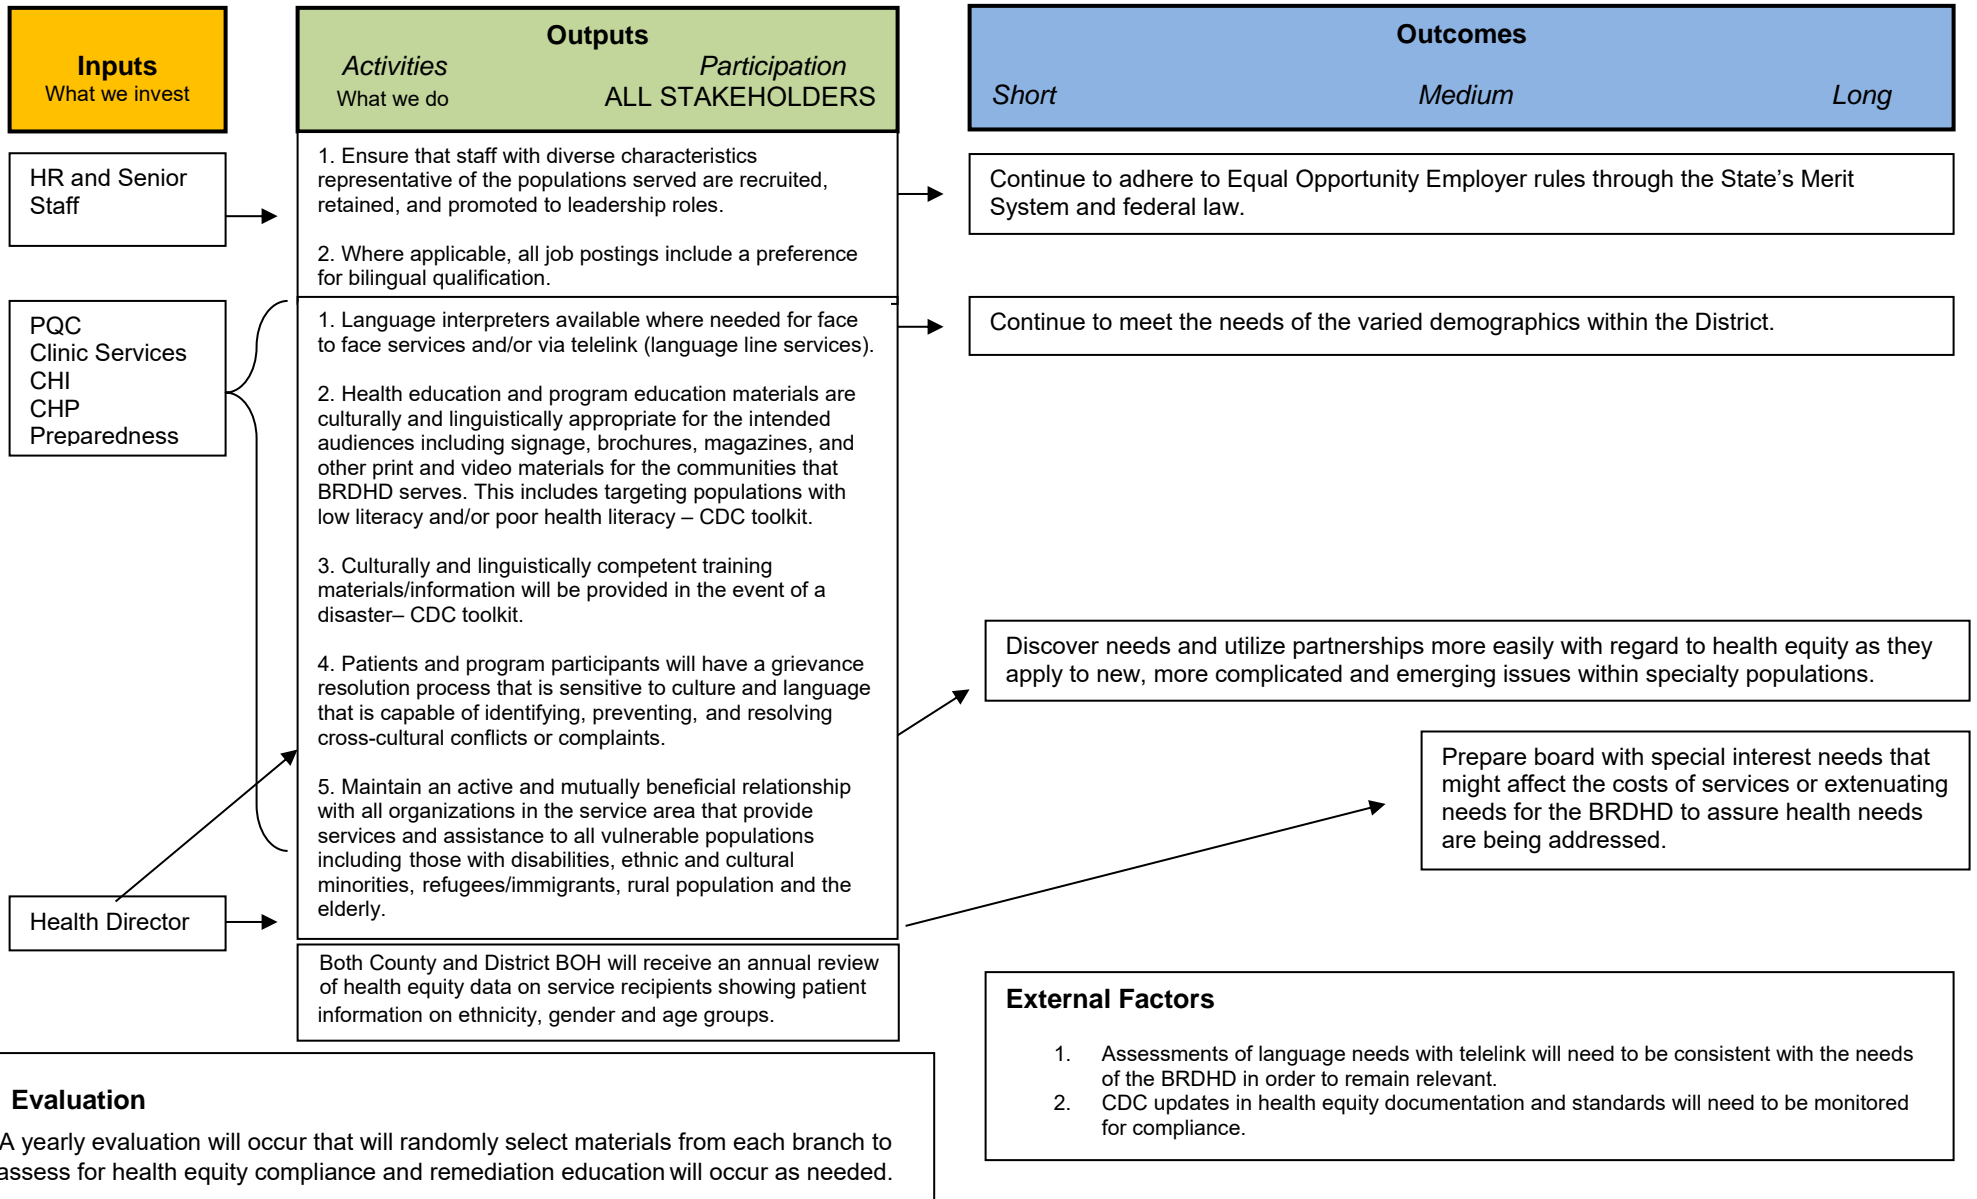 Inputs
What we invest
Outputs
Activities Participation
What we do ALL STAKEHOLDERS
Outcomes
Short Medium Long
HR and Senior
Staff
1. Ensure that staff with diverse characteristics
representative of the populations served are recruited,
retained, and promoted to leadership roles.
2. Where applicable, all job postings include a preference
for bilingual qualification.
Continue to adhere to Equal Opportunity Employer rules through the State’s Merit
System and federal law.
PQC
Clinic Services
CHI
CHP
Preparedness
1. Language interpreters available where needed for face
to face services and/or via telelink (language line services).
2. Health education and program education materials are
culturally and linguistically appropriate for the intended
audiences including signage, brochures, magazines, and
other print and video materials for the communities that
BRDHD serves. This includes targeting populations with
low literacy and/or poor health literacy – CDC toolkit.
3. Culturally and linguistically competent training
materials/information will be provided in the event of a
disaster– CDC toolkit.
4. Patients and program participants will have a grievance
resolution process that is sensitive to culture and language
that is capable of identifying, preventing, and resolving
cross-cultural conflicts or complaints.
5. Maintain an active and mutually beneficial relationship
with all organizations in the service area that provide
services and assistance to all vulnerable populations
including those with disabilities, ethnic and cultural
minorities, refugees/immigrants, rural population and the
elderly.
Continue to meet the needs of the varied demographics within the District.
Discover needs and utilize partnerships more easily with regard to health equity as they
apply to new, more complicated and emerging issues within specialty populations.
Prepare board with special interest needs that
might affect the costs of services or extenuating
needs for the BRDHD to assure health needs
are being addressed.
Health Director
Both County and District BOH will receive an annual review
of health equity data on service recipients showing patient
information on ethnicity, gender and age groups.
External Factors
1. Assessments of language needs with telelink will need to be consistent with the needs
of the BRDHD in order to remain relevant.
2. CDC updates in health equity documentation and standards will need to be monitored
for compliance.
Evaluation
A yearly evaluation will occur that will randomly select materials from each branch to
assess for health equity compliance and remediation education will occur as needed.